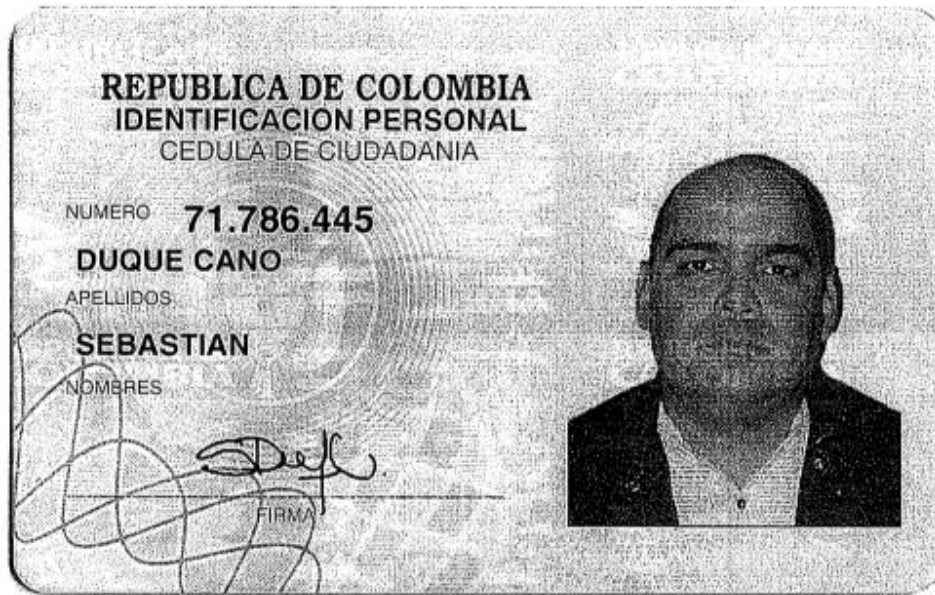 REPUBLICA DE COLOMBIA
IDENTIFICACION PERSONAL
CEDULA DE CIUDADANIA
NUMERO 71.786.445
DUQUE CANO
APELLIDOS
SEBASTIAN
NOMBRES
FIRMA